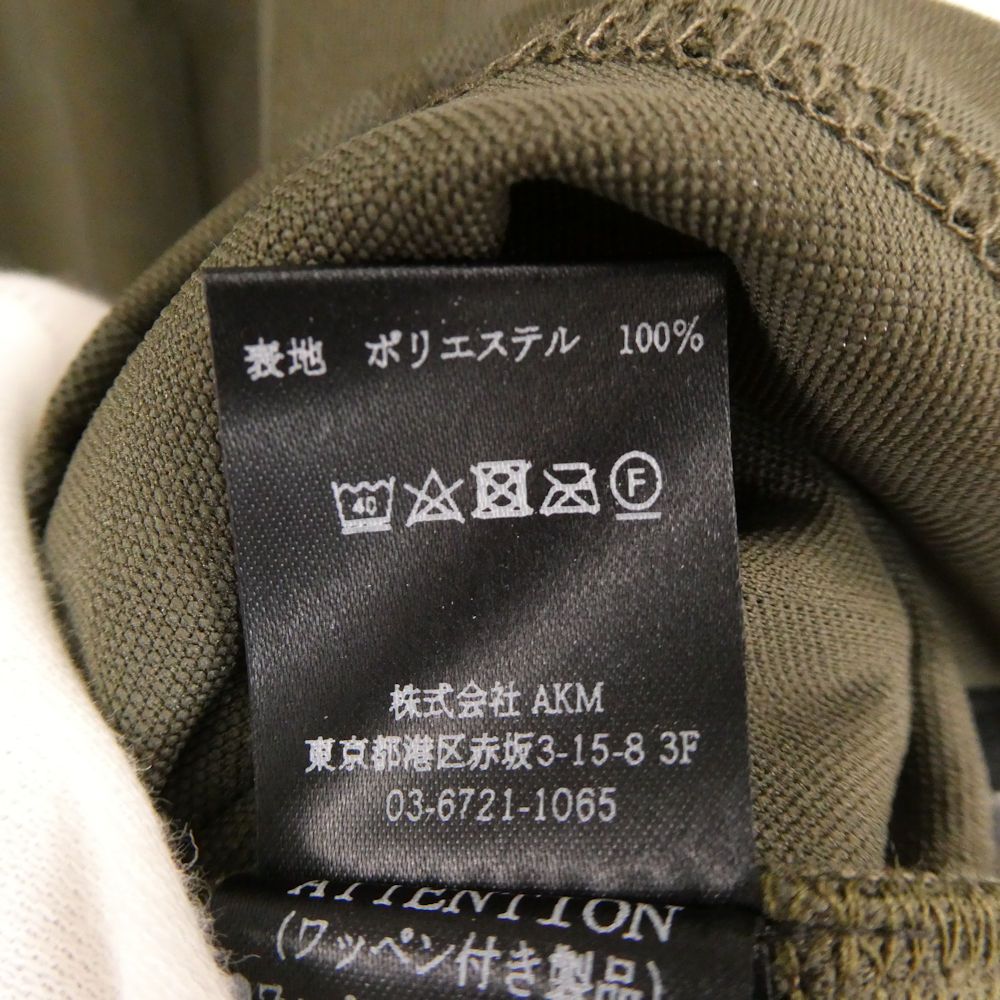 表地 ポリエステル 100%
40 F
株式会社 AKM
東京都港区赤坂3-15-8 3F
03-6721-1065
ATTENTION
(ワッペン付き製品)